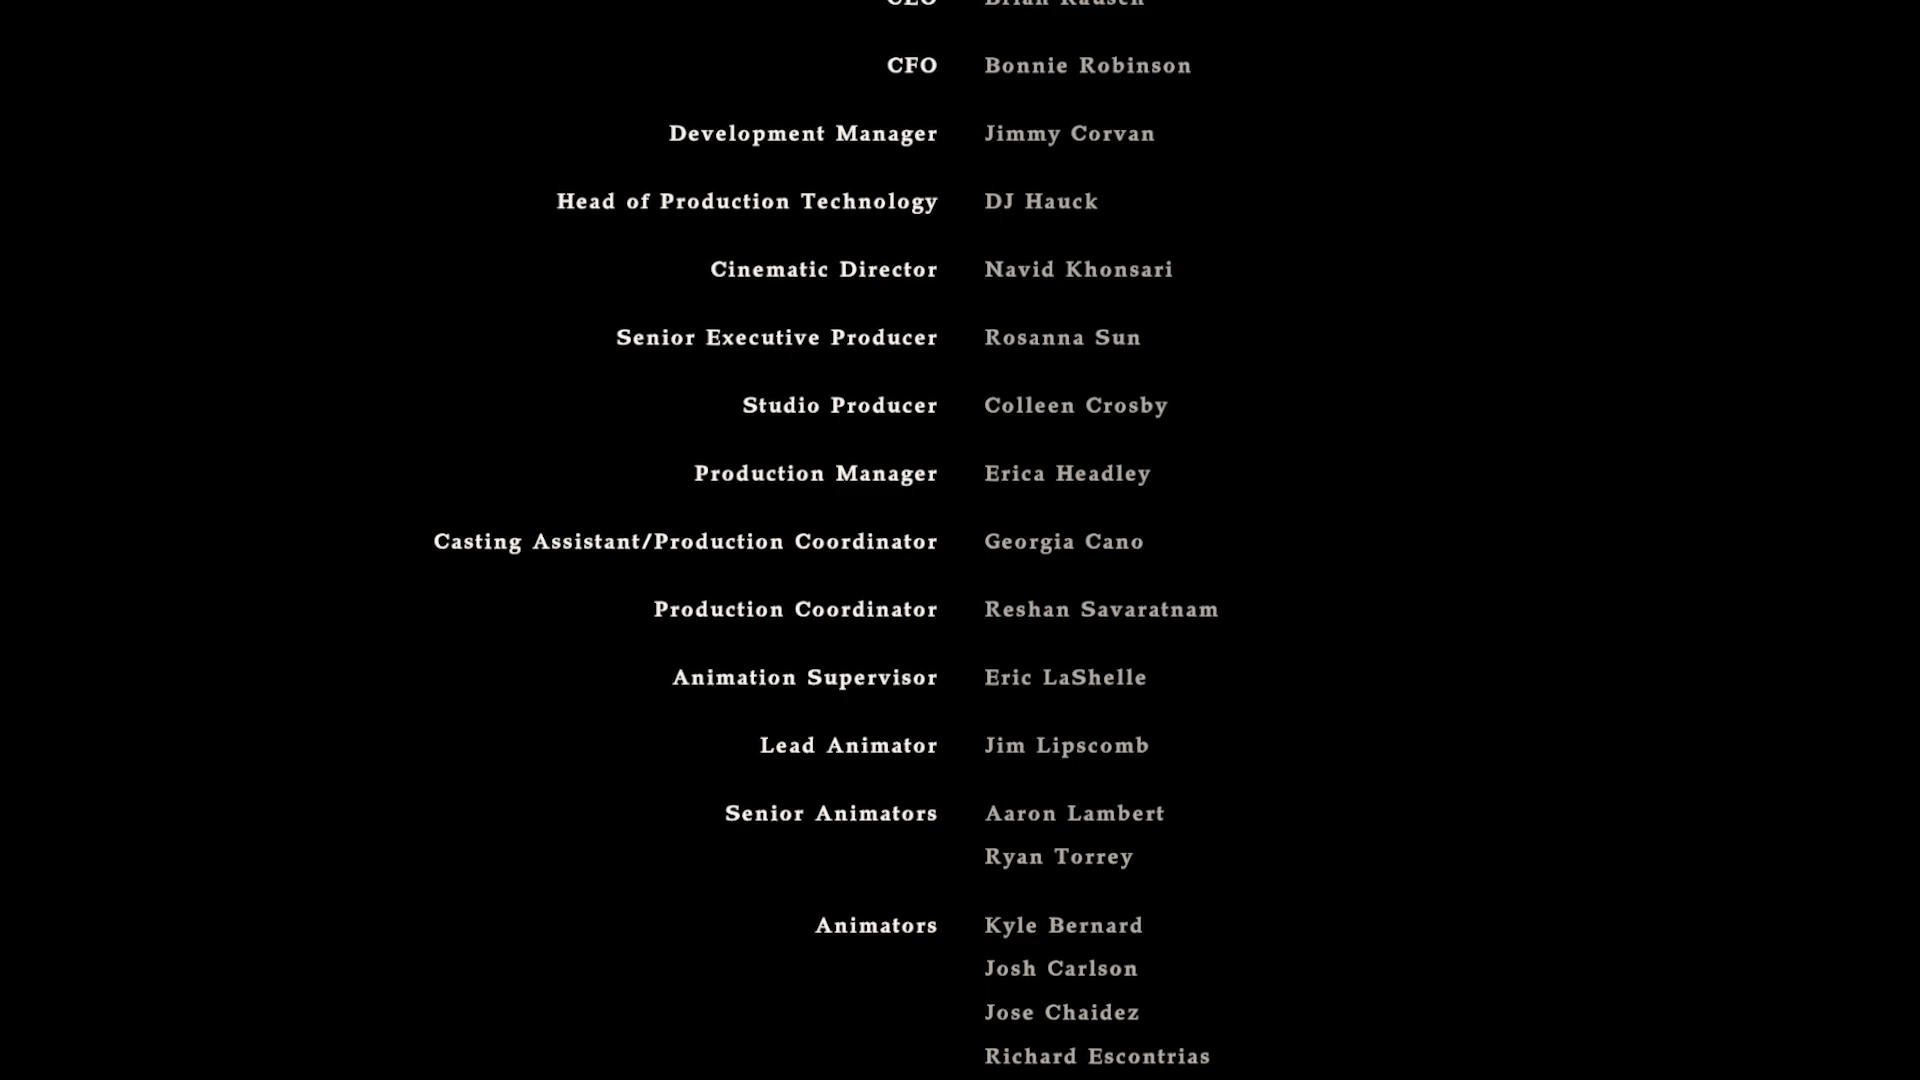 CEO Brian Rausch
CFO Bonnie Robinson
Development Manager Jimmy Corvan
Head of Production Technology DJ Hauck
Cinematic Director Navid Khonsari
Senior Executive Producer Rosanna Sun
Studio Producer Colleen Crosby
Production Manager Erica Headley
Casting Assistant/Production Coordinator Georgia Cano
Production Coordinator Reshan Savaratnam
Animation Supervisor Eric LaShelle
Lead Animator Jim Lipscomb
Senior Animators Aaron Lambert
Ryan Torrey
Animators Kyle Bernard
Josh Carlson
Jose Chaidez
Richard Escontrias